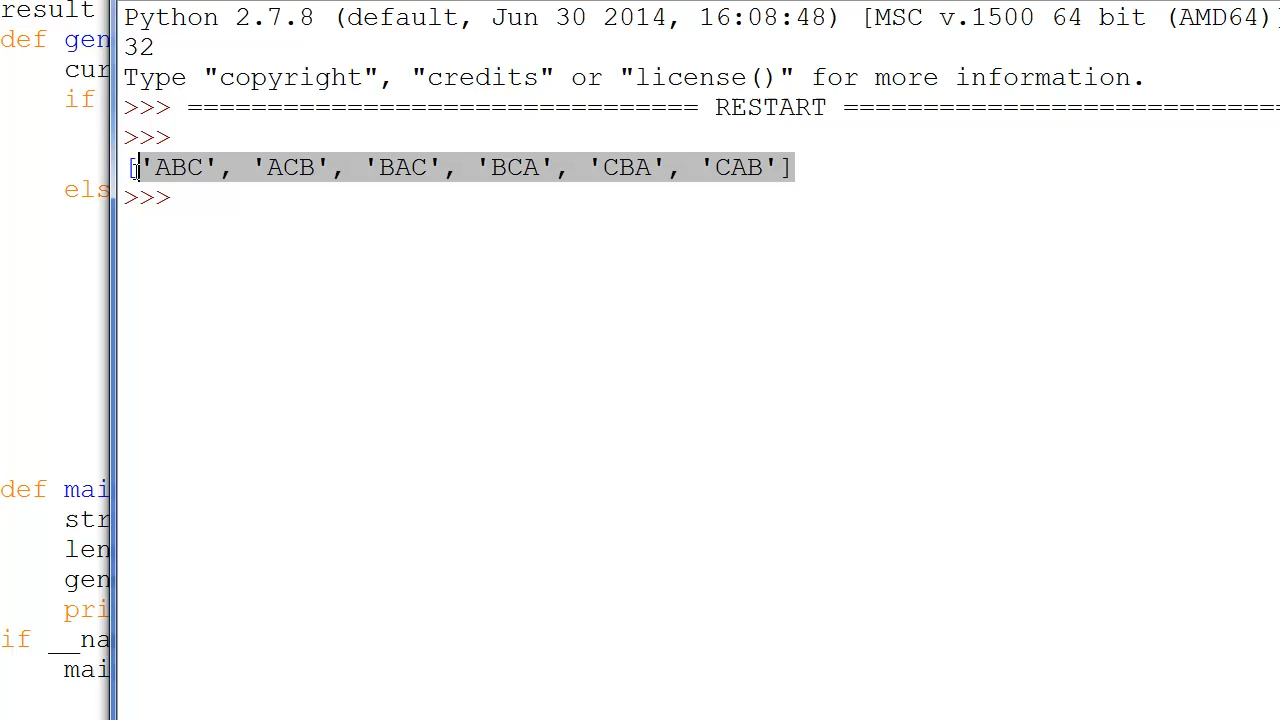 result
def gen
cur
if
els
def mai
str
len
gen
pri
if __na
mai
Python 2.7.8 (default, Jun 30 2014, 16:08:48) [MSC v.1500 64 bit (AMD64)]
32
Type "copyright", "credits" or "license()" for more information.
>>> ================================ RESTART ============================
>>>
['ABC', 'ACB', 'BAC', 'BCA', 'CBA', 'CAB']
>>>